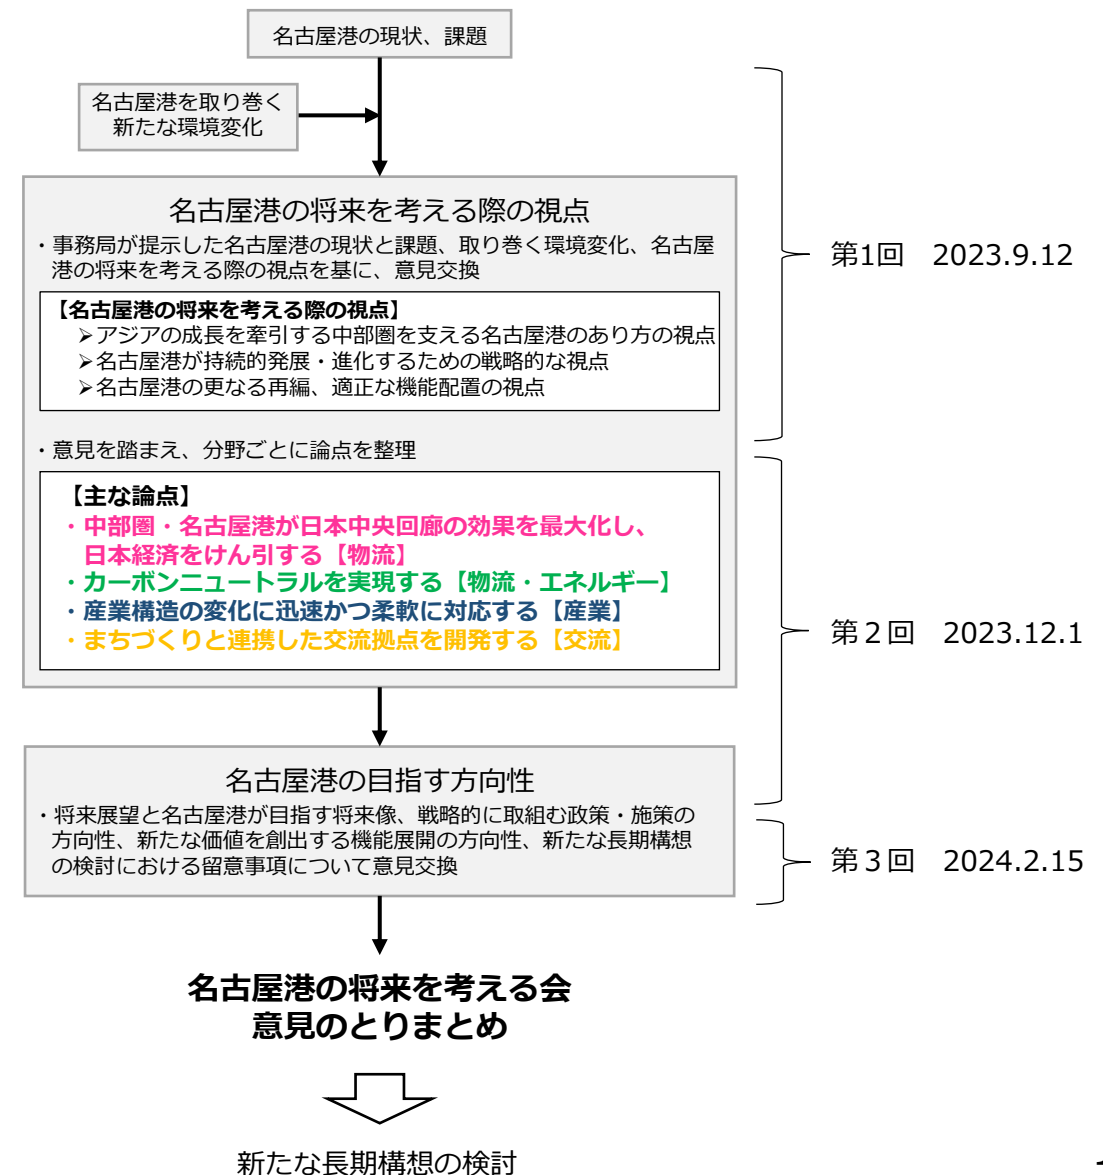 名古屋港の現状、課題
名古屋港を取り巻く
新たな環境変化
名古屋港の将来を考える際の視点
・事務局が提示した名古屋港の現状と課題、取り巻く環境変化、名古屋
港の将来を考える際の視点を基に、意見交換
【名古屋港の将来を考える際の視点】
➢アジアの成長を牽引する中部圏を支える名古屋港のあり方の視点
➢名古屋港が持続的発展・進化するための戦略的な視点
➢名古屋港の更なる再編、適正な機能配置の視点
第1回 2023.9.12
・意見を踏まえ、分野ごとに論点を整理
【主な論点】
・中部圏・名古屋港が日本中央回廊の効果を最大化し、
日本経済をけん引する【物流】
・カーボンニュートラルを実現する【物流・エネルギー】
・産業構造の変化に迅速かつ柔軟に対応する【産業】
・まちづくりと連携した交流拠点を開発する【交流】
第２回 2023.12.1
名古屋港の目指す方向性
・将来展望と名古屋港が目指す将来像、戦略的に取組む政策・施策の
方向性、新たな価値を創出する機能展開の方向性、新たな長期構想
の検討における留意事項について意見交換
第３回 2024.2.15
名古屋港の将来を考える会
意見のとりまとめ
新たな長期構想の検討